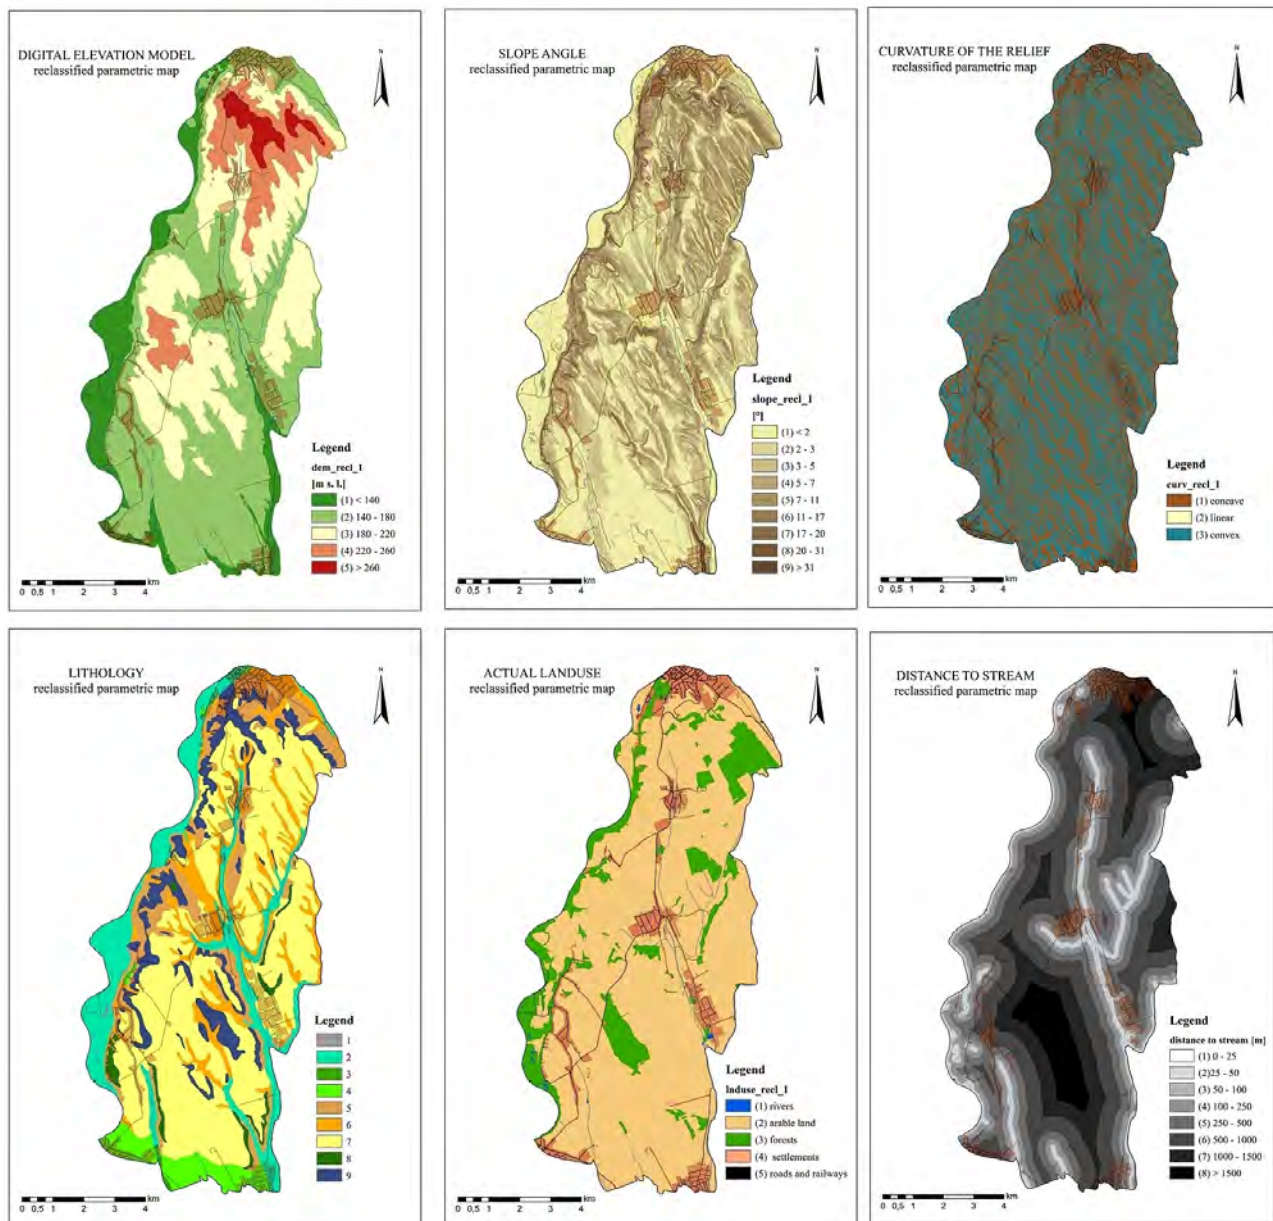 DIGITAL ELEVATION MODEL
reclassified parametric map
N
Legend
dem_recl_1
[m s. l.]
(1) < 140
(2) 140 - 180
(3) 180 - 220
(4) 220 - 260
(5) > 260
km
0 0,5 1 2 3 4
SLOPE ANGLE
reclassified parametric map
N
Legend
slope_recl_1
[°]
(1) < 2
(2) 2 - 3
(3) 3 - 5
(4) 5 - 7
(5) 7 - 11
(6) 11 - 17
(7) 17 - 20
(8) 20 - 31
(9) > 31
km
0 0,5 1 2 3 4
CURVATURE OF THE RELIEF
reclassified parametric map
N
Legend
curv_recl_1
(1) concave
(2) linear
(3) convex
km
0 0,5 1 2 3 4
LITHOLOGY
reclassified parametric map
N
Legend
1
2
3
4
5
6
7
8
9
km
0 0,5 1 2 3 4
ACTUAL LANDUSE
reclassified parametric map
N
Legend
landuse_recl_1
(1) rivers
(2) arable land
(3) forests
(4) settlements
(5) roads and railways
km
0 0,5 1 2 3 4
DISTANCE TO STREAM
reclassified parametric map
N
Legend
distance to stream [m]
(1) 0 - 25
(2)25 - 50
(3) 50 - 100
(4) 100 - 250
(5) 250 - 500
(6) 500 - 1000
(7) 1000 - 1500
(8) > 1500
km
0 0,5 1 2 3 4